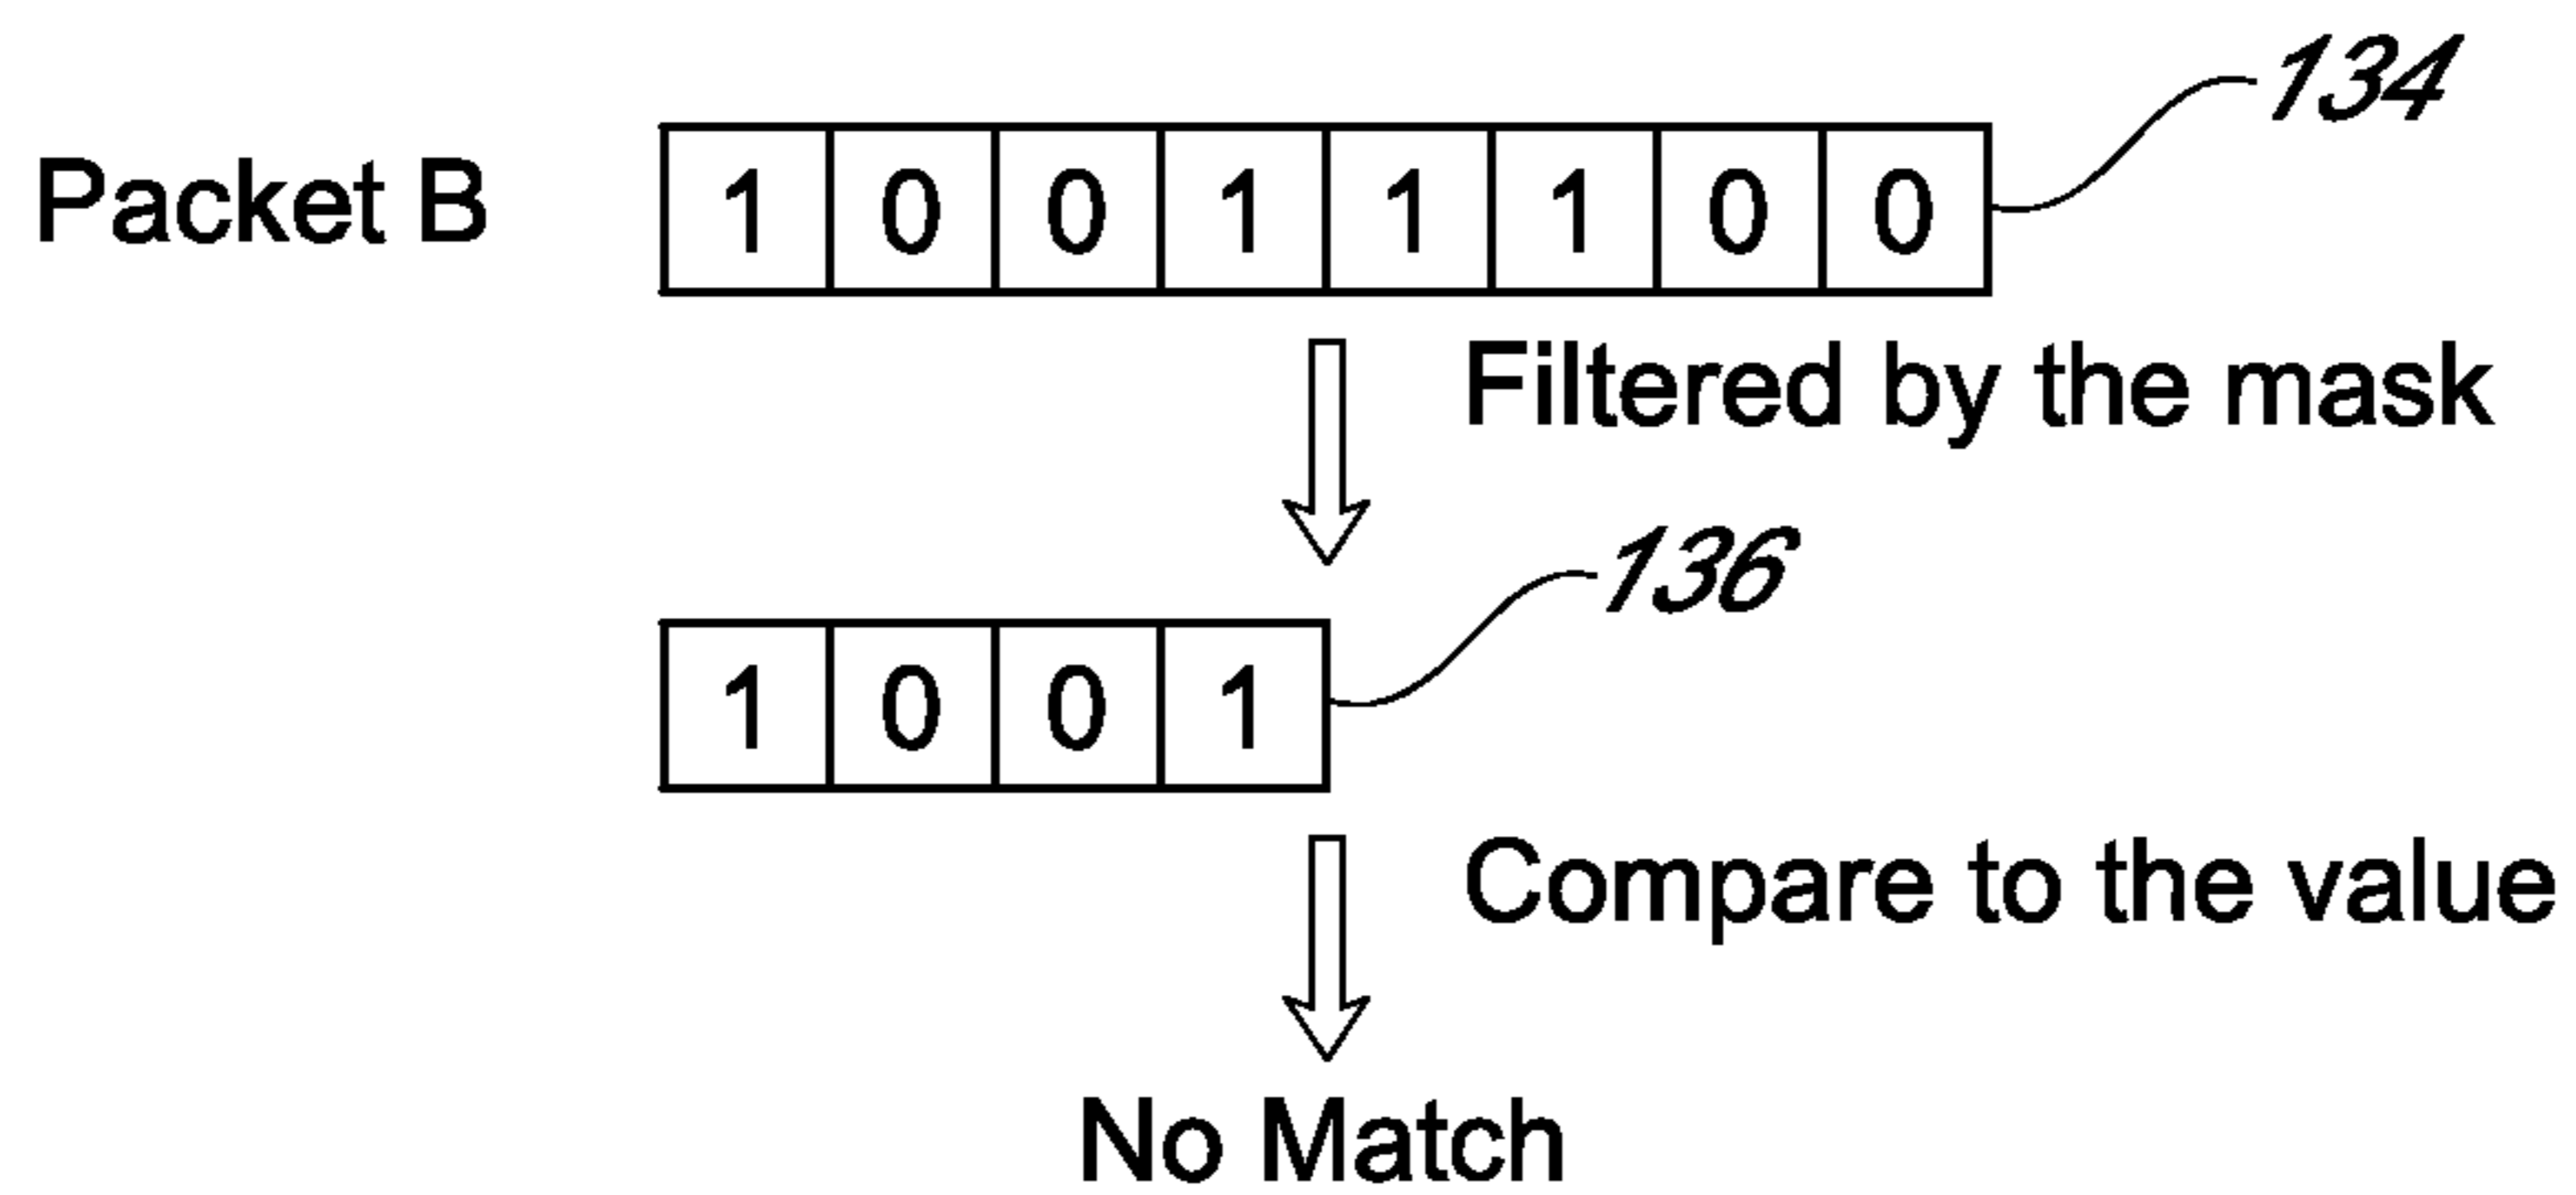 134
Packet B 1 0 0 1 1 1 0 0
Filtered by the mask
136
1 0 0 1
Compare to the value
No Match